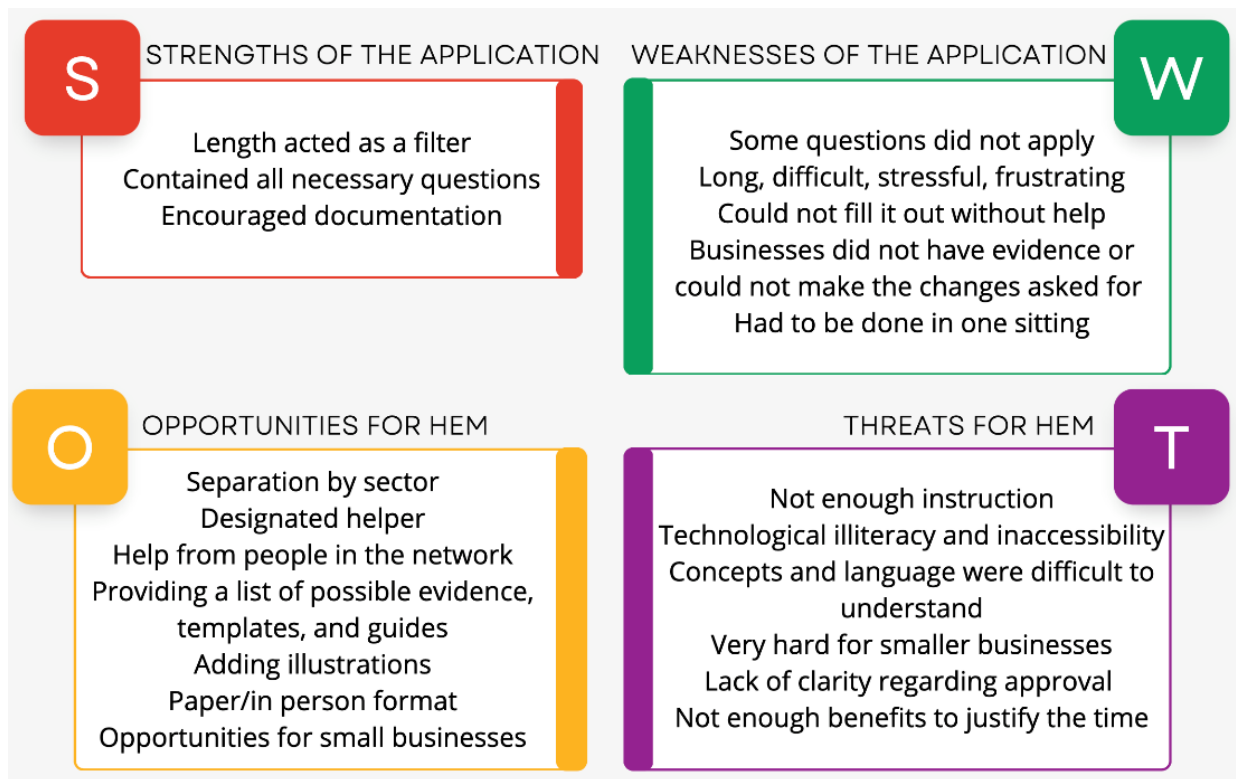 S
STRENGTHS OF THE APPLICATION
Length acted as a filter
Contained all necessary questions
Encouraged documentation
WEAKNESSES OF THE APPLICATION
W
Some questions did not apply
Long, difficult, stressful, frustrating
Could not fill it out without help
Businesses did not have evidence or
could not make the changes asked for
Had to be done in one sitting
O
OPPORTUNITIES FOR HEM
Separation by sector
Designated helper
Help from people in the network
Providing a list of possible evidence,
templates, and guides
Adding illustrations
Paper/in person format
Opportunities for small businesses
THREATS FOR HEM
T
Not enough instruction
Technological illiteracy and inaccessibility
Concepts and language were difficult to
understand
Very hard for smaller businesses
Lack of clarity regarding approval
Not enough benefits to justify the time